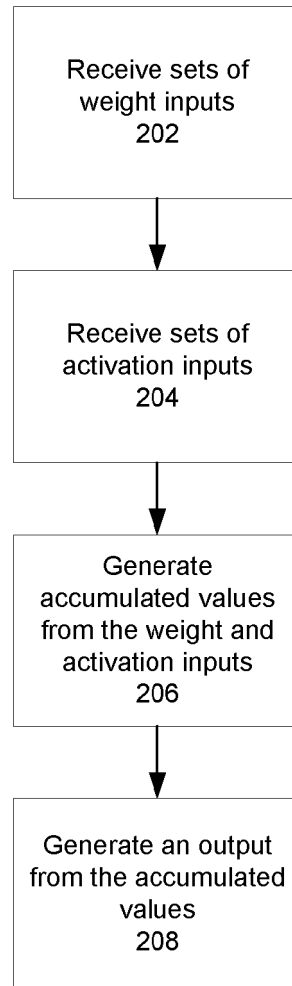 Receive sets of
weight inputs
202
Receive sets of
activation inputs
204
Generate
accumulated values
from the weight and
activation inputs
206
Generate an output
from the accumulated
values
208